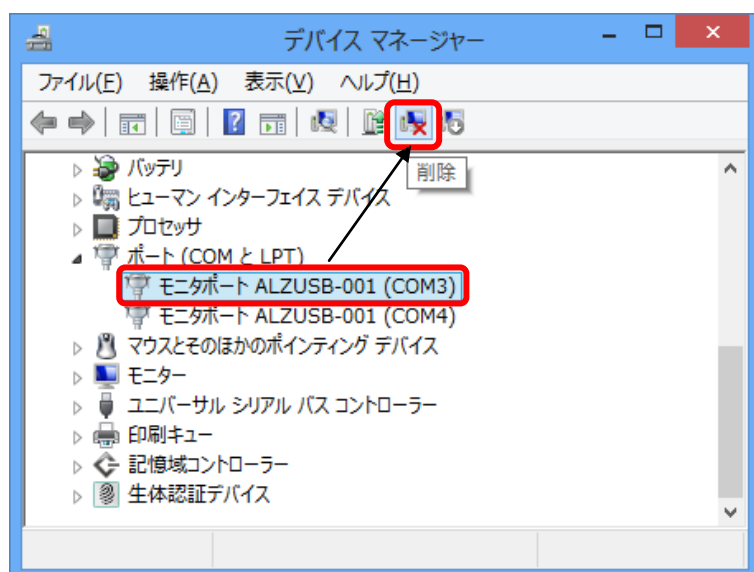 デバイス マネージャー
ファイル(F) 操作(A) 表示(V) ヘルプ(H)
削除
バッテリ
ヒューマン インターフェイス デバイス
プロセッサ
ポート (COM と LPT)
モニタポート ALZUSB-001 (COM3)
モニタポート ALZUSB-001 (COM4)
マウスとそのほかのポインティング デバイス
モニター
ユニバーサル シリアル バス コントローラー
印刷キュー
記憶域コントローラー
生体認証デバイス